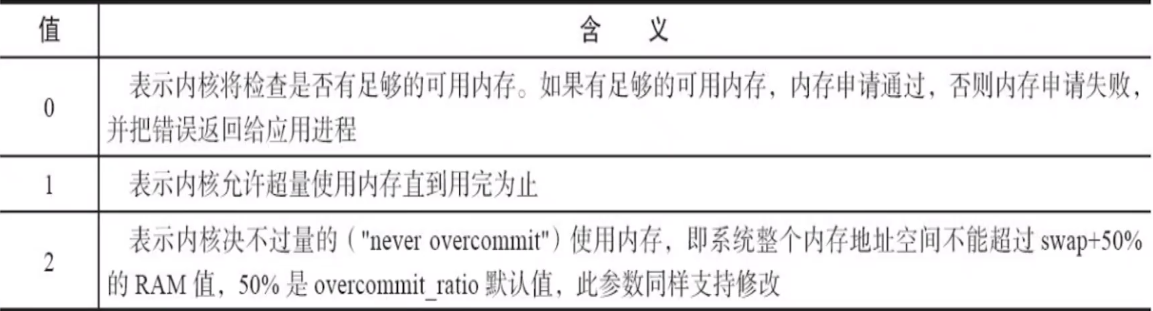 值 含 义
0 表示内核将检查是否有足够的可用内存。如果有足够的可用内存，内存申请通过，否则内存申请失败，
并把错误返回给应用进程
1 表示内核允许超量使用内存直到用完为止
2 表示内核决不过量的（"never overcommit"）使用内存，即系统整个内存地址空间不能超过 swap+50%
的 RAM 值，50% 是 overcommit_ratio 默认值，此参数同样支持修改